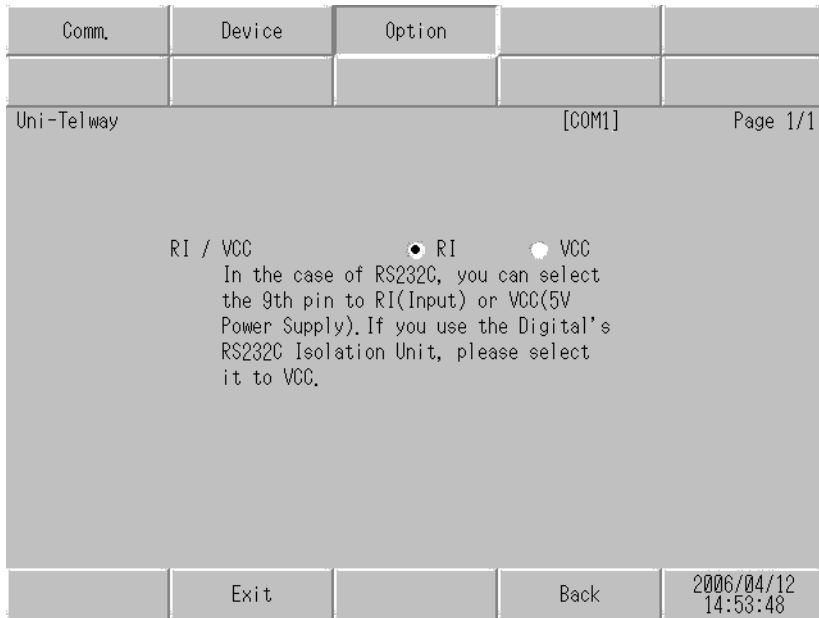 Comm. Device Option
Uni-Telway [COM1] Page 1/1
RI / VCC RI VCC
In the case of RS232C, you can select
the 9th pin to RI(Input) or VCC(5V
Power Supply).If you use the Digital's
RS232C Isolation Unit, please select
it to VCC.
Exit Back 2006/04/12
14:53:48